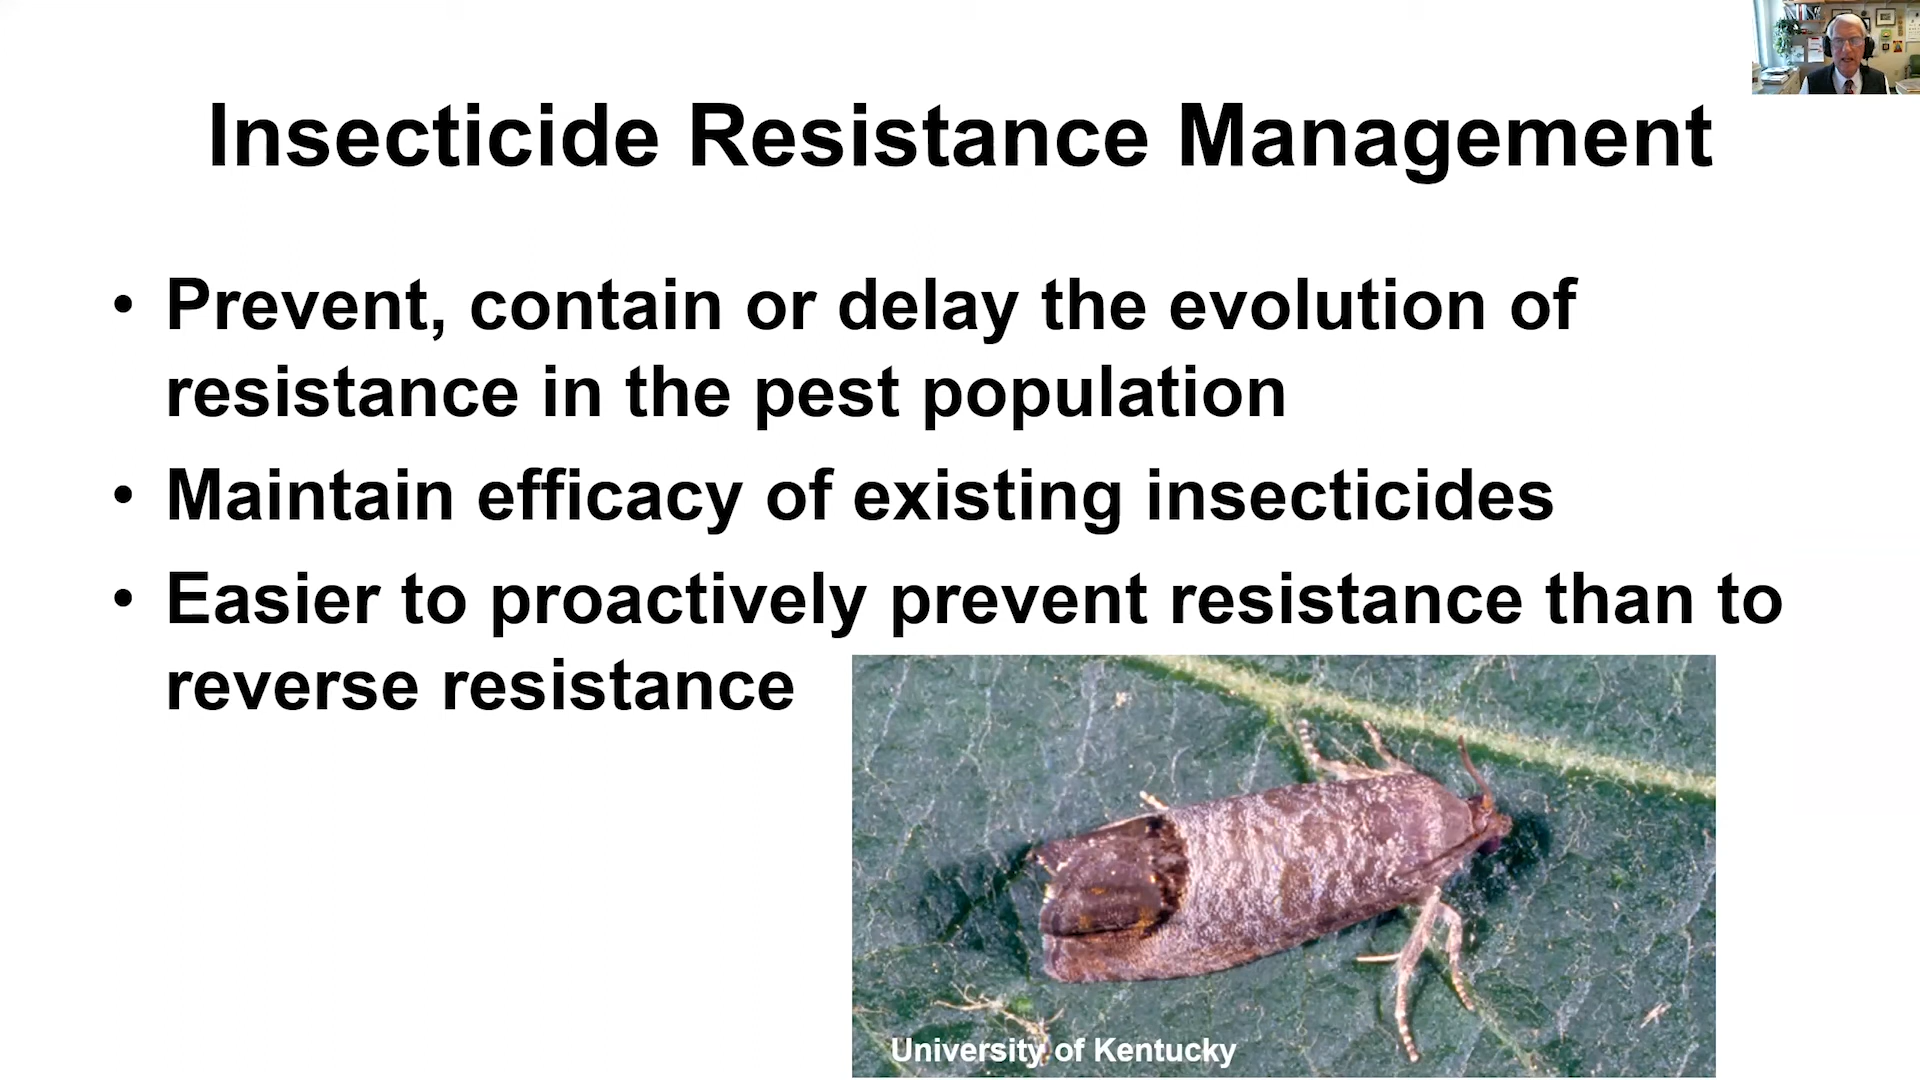 Insecticide Resistance Management
• Prevent, contain or delay the evolution of
resistance in the pest population
• Maintain efficacy of existing insecticides
• Easier to proactively prevent resistance than to
reverse resistance
University of Kentucky